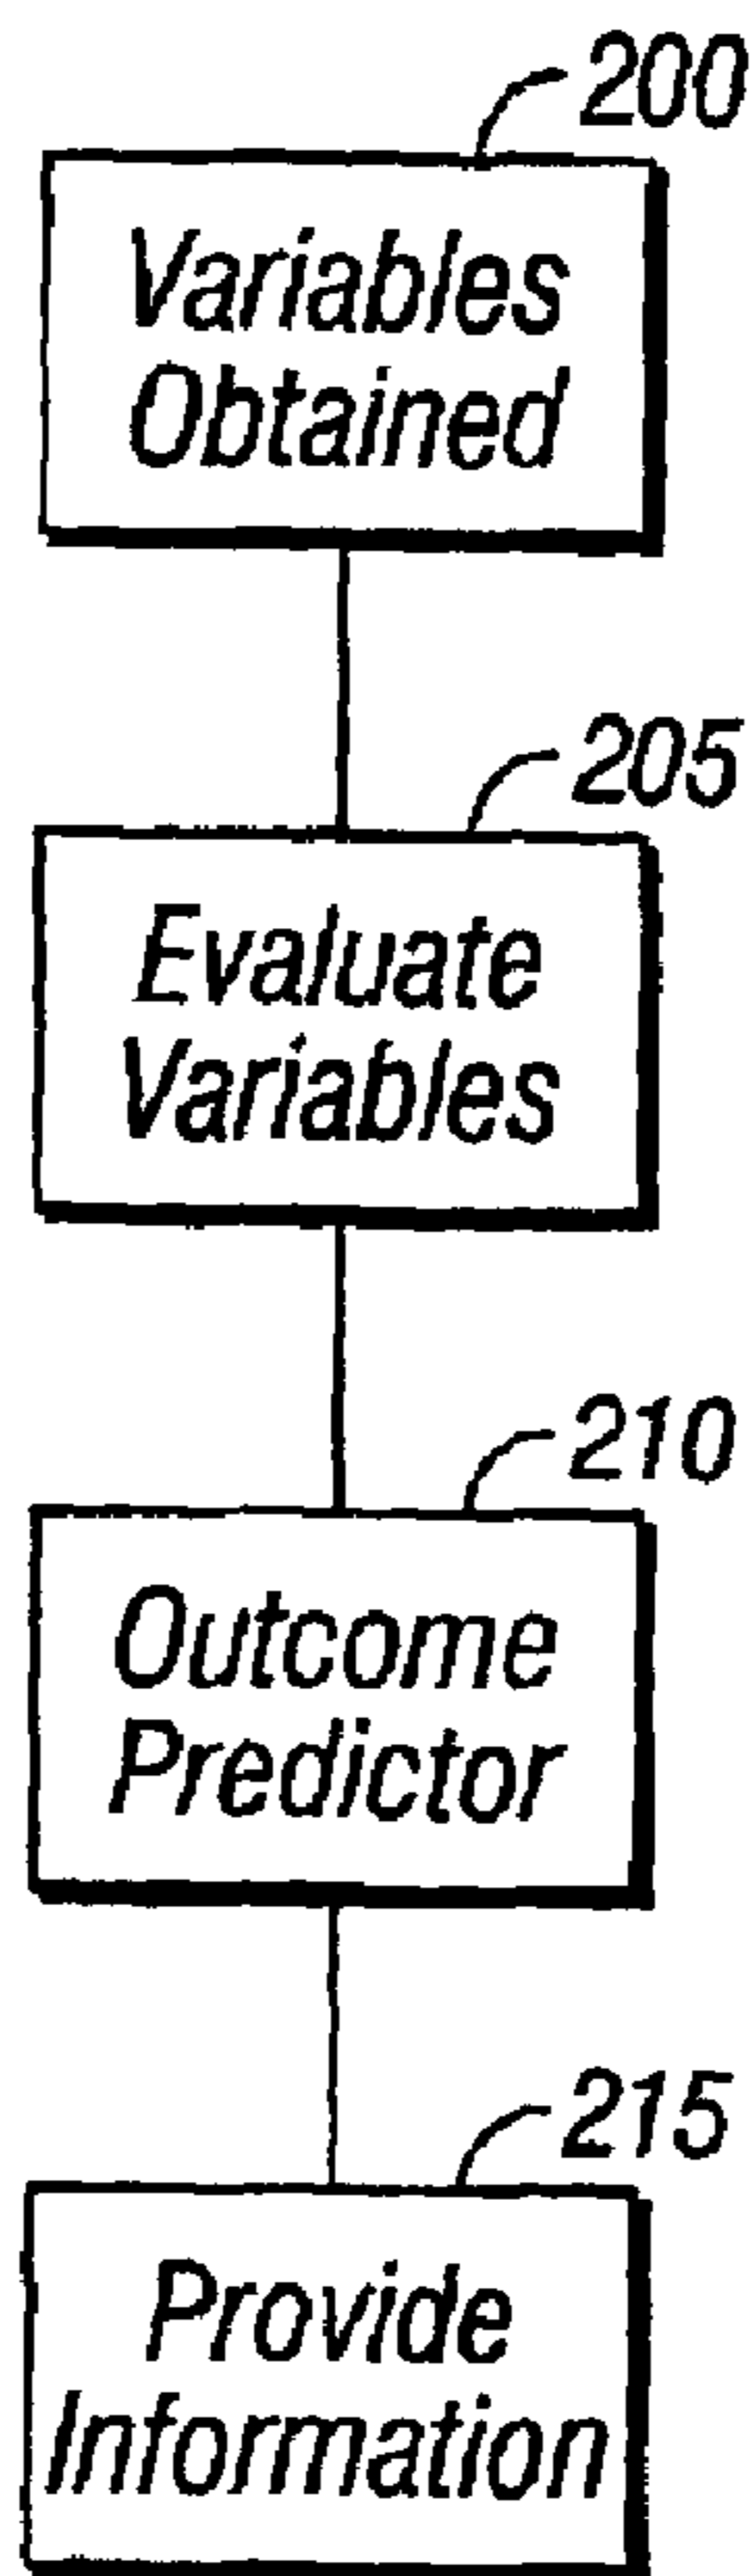 200
Variables
Obtained
205
Evaluate
Variables
210
Outcome
Predictor
215
Provide
Information